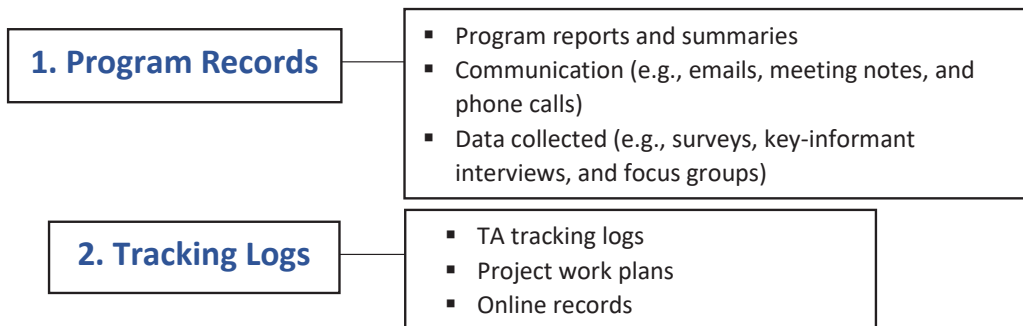 1. Program Records
▪ Program reports and summaries
▪ Communication (e.g., emails, meeting notes, and
phone calls)
▪ Data collected (e.g., surveys, key-informant
interviews, and focus groups)
2. Tracking Logs
▪ TA tracking logs
▪ Project work plans
▪ Online records